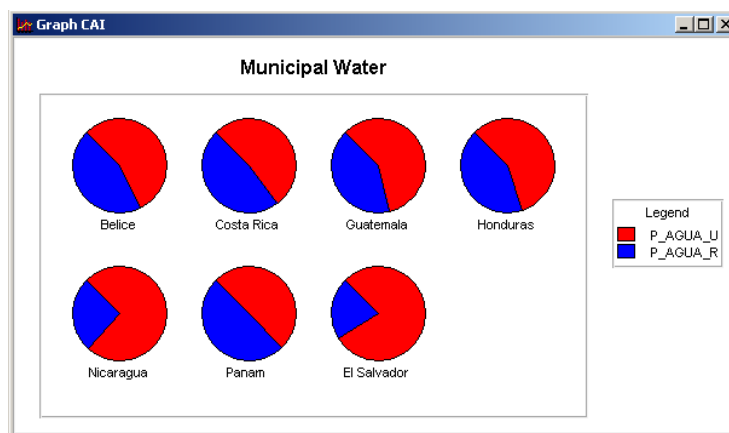 Graph CAI
Municipal Water
Belice
Costa Rica
Guatemala
Honduras
Legend
P_AGUA_U
P_AGUA_R
Nicaragua
Panam
El Salvador